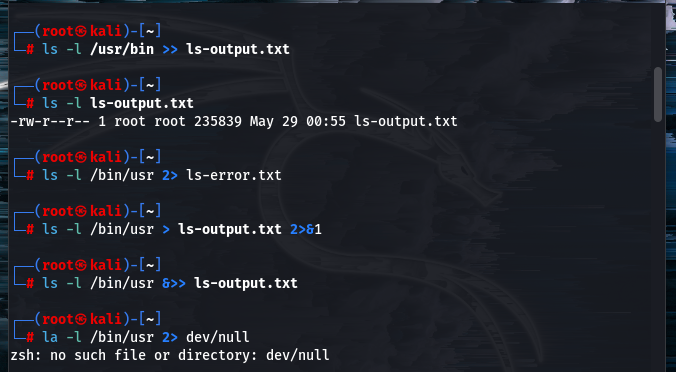 ┌──(root㉿kali)-[~]
└─# ls -l /usr/bin >> ls-output.txt
┌──(root㉿kali)-[~]
└─# ls -l ls-output.txt
-rw-r--r-- 1 root root 235839 May 29 00:55 ls-output.txt
┌──(root㉿kali)-[~]
└─# ls -l /bin/usr 2> ls-error.txt
┌──(root㉿kali)-[~]
└─# ls -l /bin/usr > ls-output.txt 2>&1
┌──(root㉿kali)-[~]
└─# ls -l /bin/usr &>> ls-output.txt
┌──(root㉿kali)-[~]
└─# la -l /bin/usr 2> dev/null
zsh: no such file or directory: dev/null